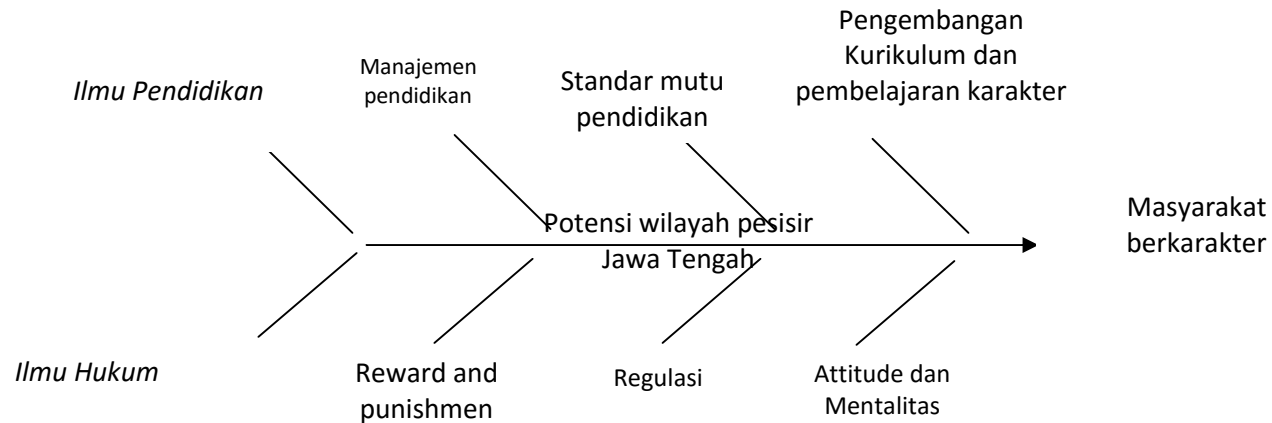 Pengembangan
Kurikulum dan
pembelajaran karakter
Manajemen
pendidikan
Standar mutu
pendidikan
Ilmu Pendidikan
Potensi wilayah pesisir
Jawa Tengah
Masyarakat
berkarakter
Ilmu Hukum
Reward and
punishmen
Regulasi
Attitude dan
Mentalitas